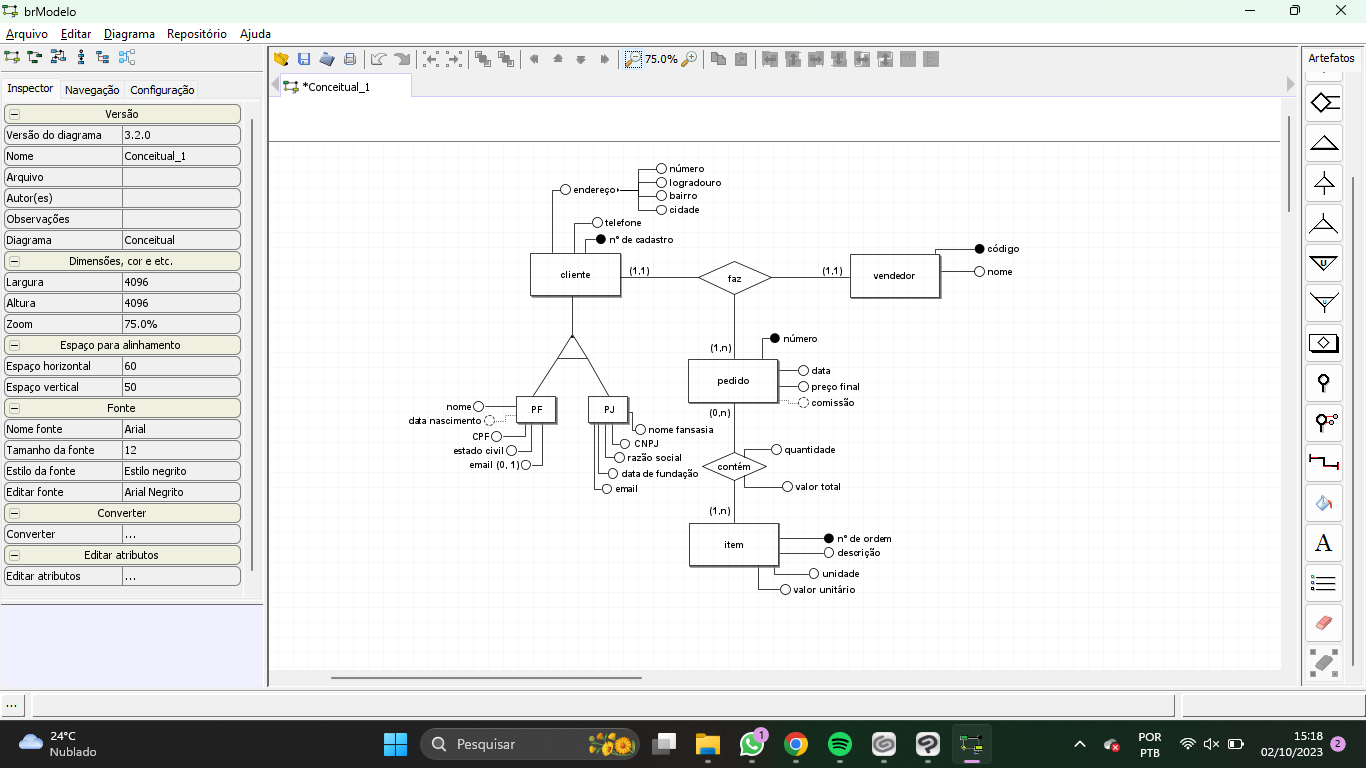 brModelo
Arquivo Editar Diagrama Repositório Ajuda
75.0%
Artefatos
Inspector Navegação Configuração
*Conceitual_1
Versão
Versão do diagrama 3.2.0
Nome Conceitual_1
Arquivo
Autor(es)
Observações
Diagrama Conceitual
Dimensões, cor e etc.
Largura 4096
Altura 4096
Zoom 75.0%
Espaço para alinhamento
Espaço horizontal 60
Espaço vertical 50
Fonte
Nome fonte Arial
Tamanho da fonte 12
Estilo da fonte Estilo negrito
Editar fonte Arial Negrito
Converter
Converter ...
Editar atributos
Editar atributos ...
número
endereço
logradouro
bairro
cidade
telefone
nº de cadastro
cliente
(1,1)
faz
(1,1)
vendedor
código
nome
(1,n)
número
pedido
data
preço final
comissão
(0,n)
PF
PJ
nome
data nascimento
CPF
estado civil
email (0, 1)
nome fansasia
CNPJ
razão social
data de fundação
email
contém
quantidade
valor total
(1,n)
item
nº de ordem
descrição
unidade
valor unitário
A
...
24°C
Nublado
Pesquisar
1
POR
PTB
15:18
02/10/2023
2